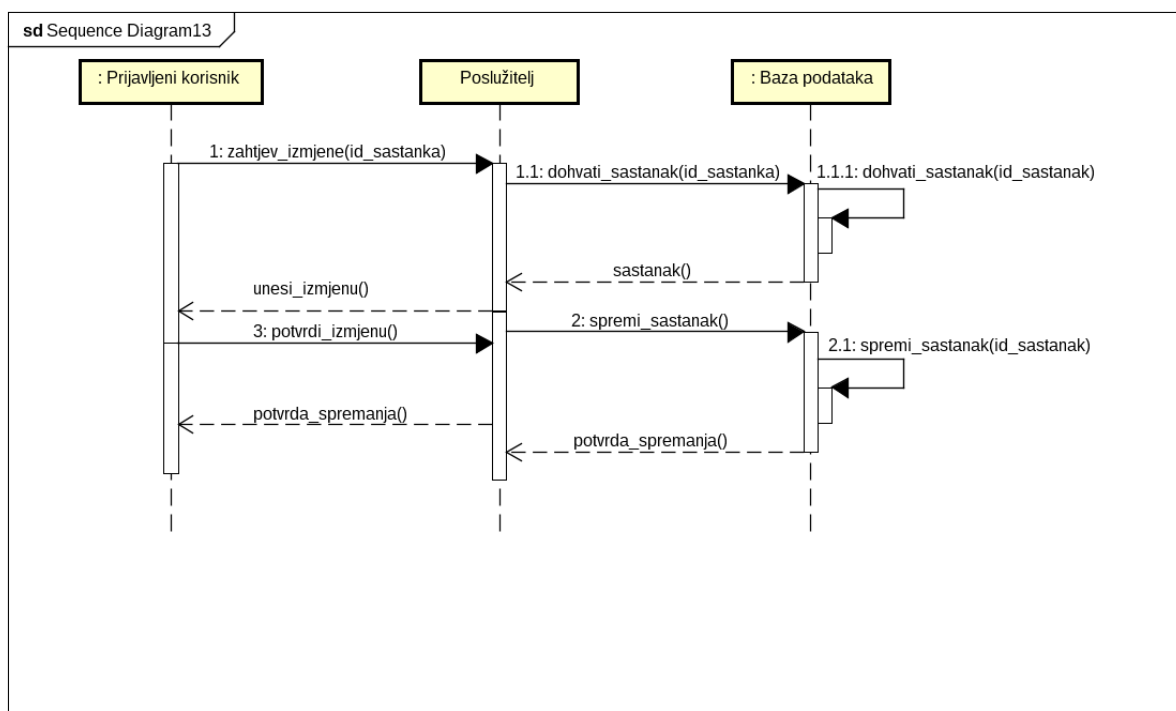 sd Sequence Diagram13
: Prijavljeni korisnik
Poslužitelj
: Baza podataka
1: zahtjev_izmjene(id_sastanka)
1.1: dohvati_sastanak(id_sastanka)
1.1.1: dohvati_sastanak(id_sastanak)
sastanak()
unesi_izmjenu()
2: spremi_sastanak()
3: potvrdi_izmjenu()
2.1: spremi_sastanak(id_sastanak)
potvrda_spremanja()
potvrda_spremanja()